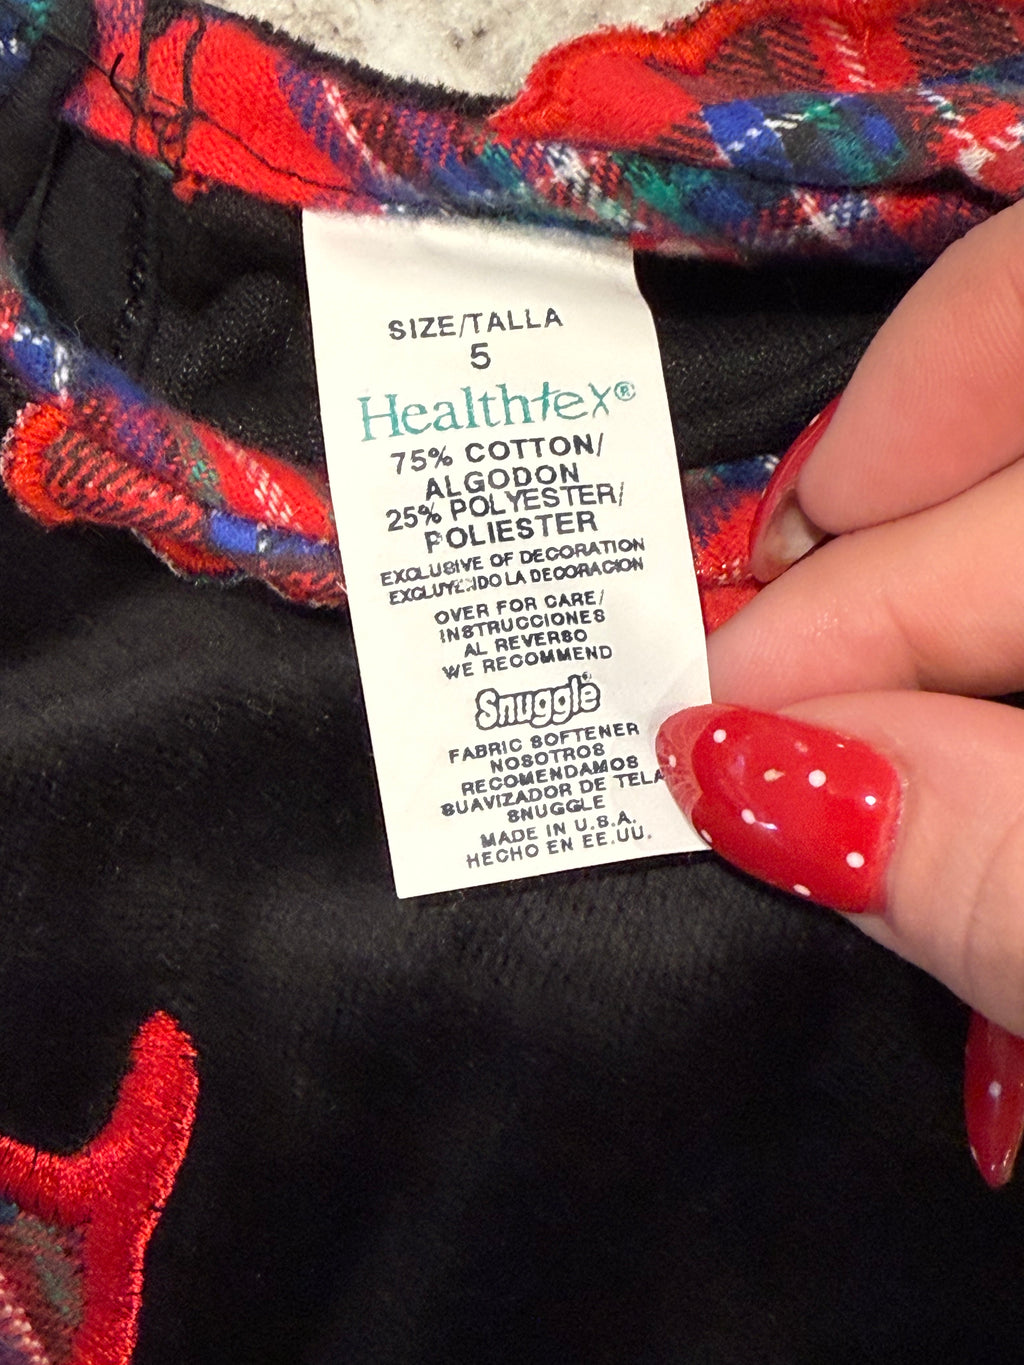 SIZE/TALLA
5
Healthtex®
75% COTTON/
ALGODON
25% POLYESTER/
POLIESTER
EXCLUSIVE OF DECORATION
EXCLUYENDO LA DECORACION
OVER FOR CARE/
INSTRUCCIONES
AL REVERSO
WE RECOMMEND
Snuggle®
FABRIC SOFTENER
NOSOTROS
RECOMENDAMOS
SUAVIZADOR DE TELA
SNUGGLE
MADE IN U.S.A.
HECHO EN EE.UU.